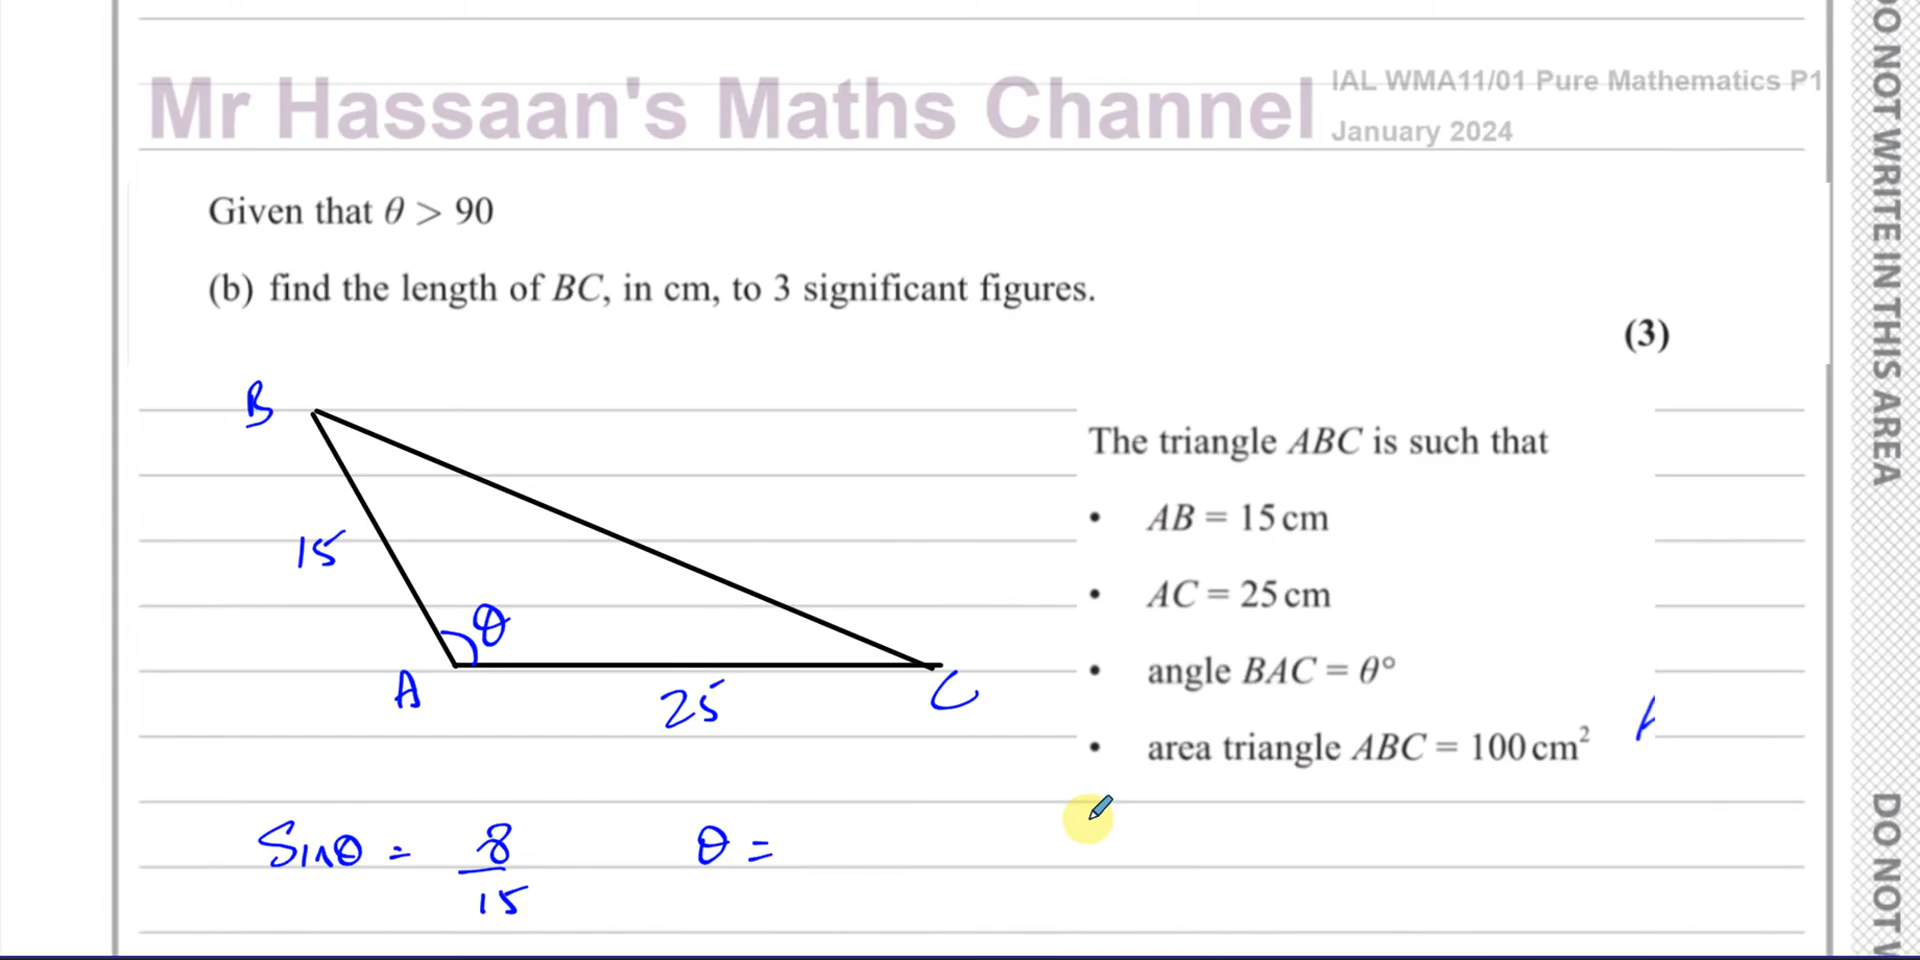 Mr Hassaan's Maths Channel
IAL WMA11/01 Pure Mathematics P1
January 2024
Given that θ > 90
(b) find the length of BC, in cm, to 3 significant figures.
(3)
B
15
θ
A
25
C
The triangle ABC is such that
• AB = 15 cm
• AC = 25 cm
• angle BAC = θ°
• area triangle ABC = 100 cm²
Sinθ = 8/15
θ =
DO NOT WRITE IN THIS AREA
DO NOT